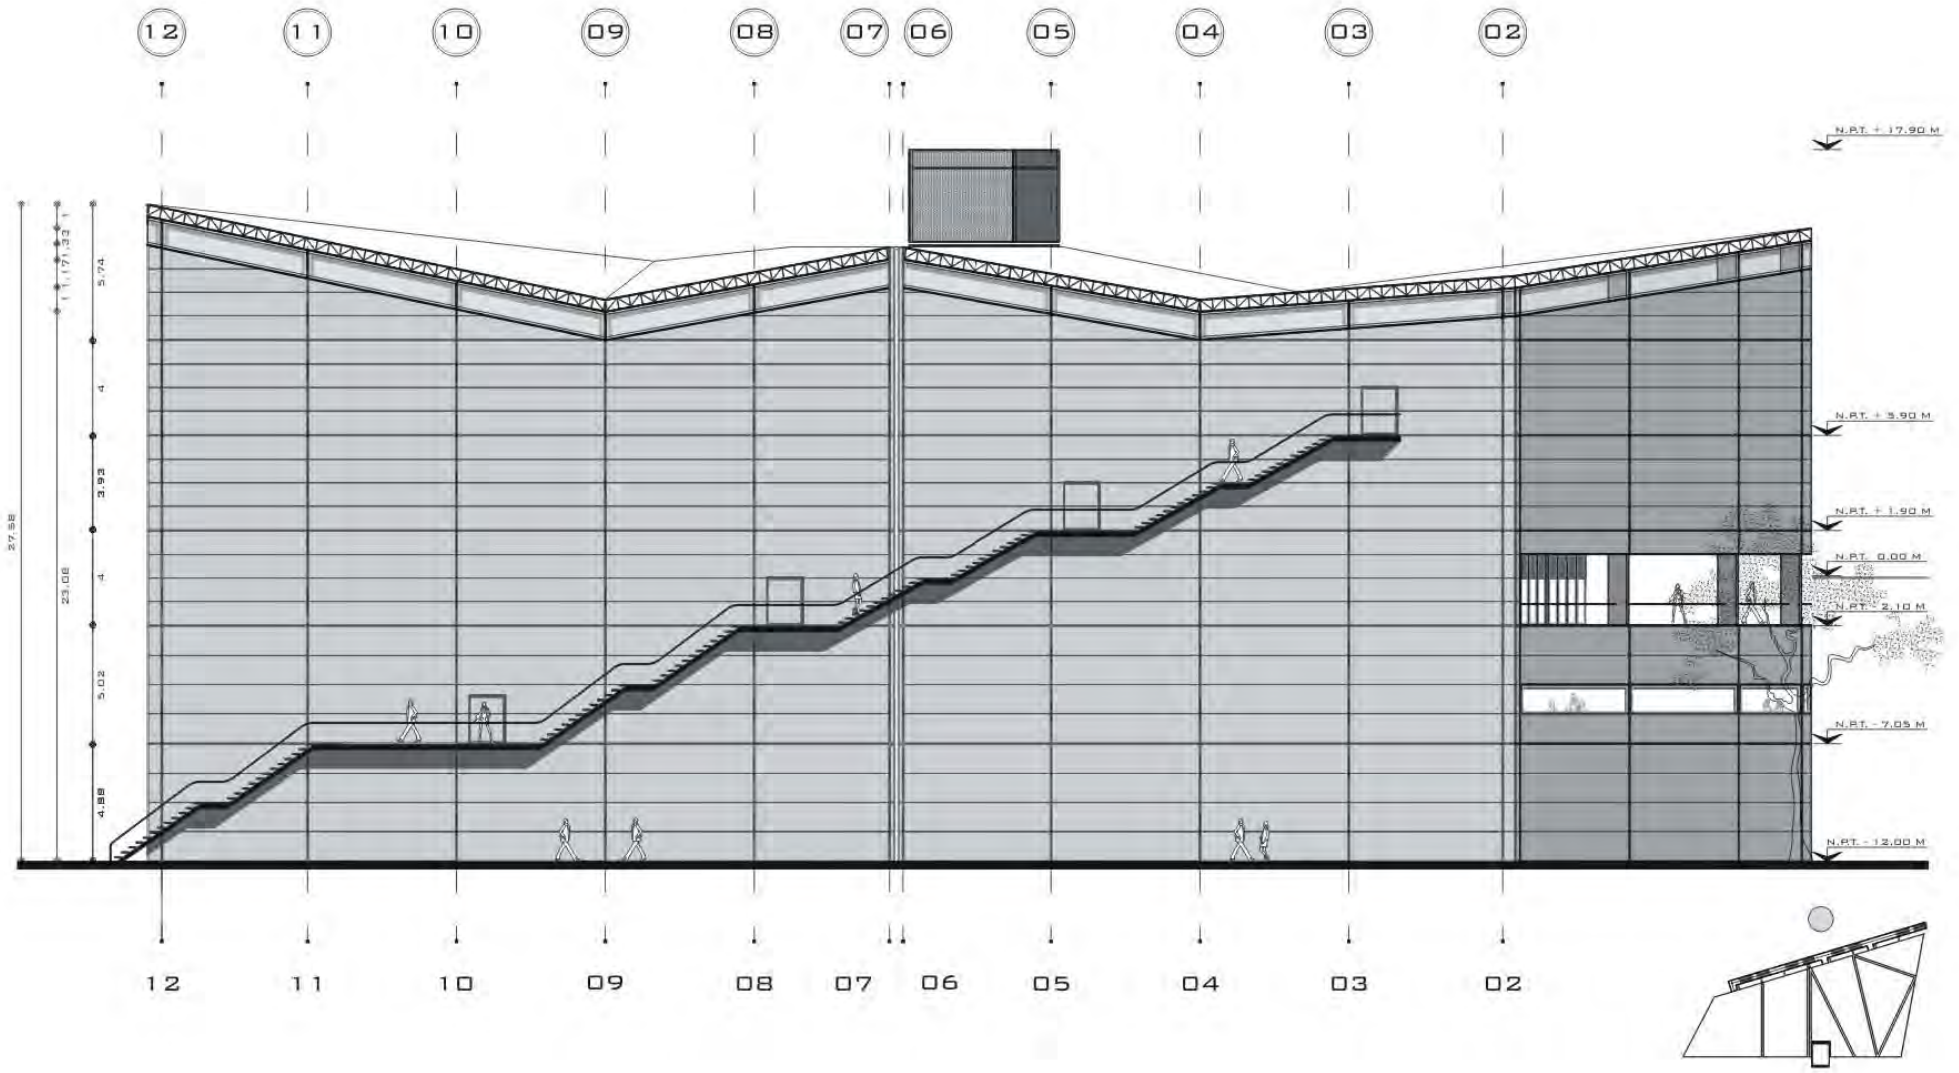 12 11 10 09 08 07 06 05 04 03 02
N.P.T. + 17.90 M
5.74
4
N.P.T. + 5.90 M
3.93
N.P.T. + 1.90 M
27.58
N.P.T. 0.00 M
23.08
4
N.P.T. - 2.10 M
5.02
N.P.T. - 7.05 M
4.88
N.P.T. - 12.00 M
12 11 10 09 08 07 06 05 04 03 02